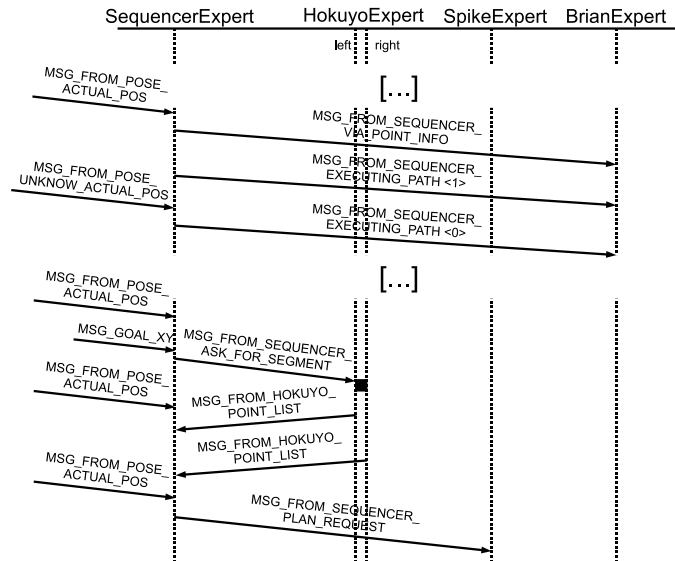 SequencerExpert HokuyoExpert SpikeExpert BrianExpert
left right
MSG_FROM_POSE_
ACTUAL_POS
[...]
MSG_FROM_SEQUENCER_
VIA_POINT_INFO
MSG_FROM_POSE_
UNKNOW_ACTUAL_POS
MSG_FROM_SEQUENCER_
EXECUTING_PATH <1>
MSG_FROM_SEQUENCER_
EXECUTING_PATH <0>
[...]
MSG_FROM_POSE_
ACTUAL_POS
MSG_GOAL_XY
MSG_FROM_SEQUENCER_
ASK_FOR_SEGMENT
MSG_FROM_POSE_
ACTUAL_POS
MSG_FROM_HOKUYO_
POINT_LIST
MSG_FROM_HOKUYO_
POINT_LIST
MSG_FROM_POSE_
ACTUAL_POS
MSG_FROM_SEQUENCER_
PLAN_REQUEST